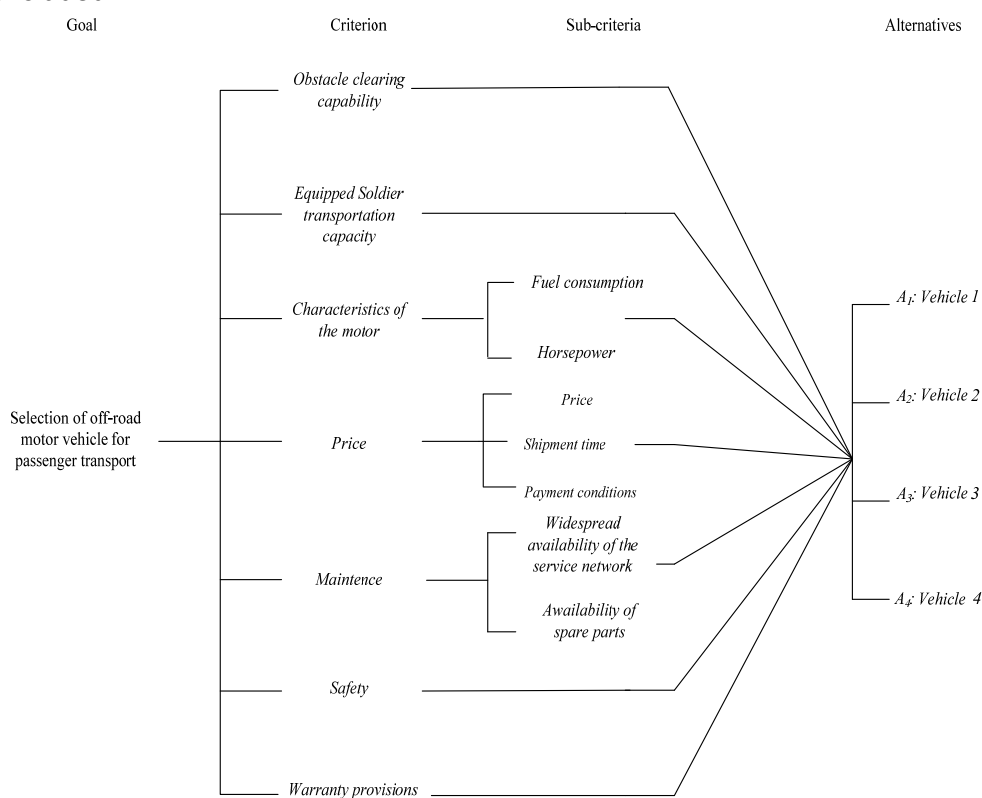 Goal
Criterion
Sub-criteria
Alternatives
Obstacle clearing
capability
Equipped Soldier
transportation
capacity
Characteristics of
the motor
Fuel consumption
Horsepower
Selection of off-road
motor vehicle for
passenger transport
Price
Price
Shipment time
Payment conditions
Maintence
Widespread
availability of the
service network
Awailability of
spare parts
Safety
Warranty provisions
A1: Vehicle 1
A2: Vehicle 2
A3: Vehicle 3
A4: Vehicle 4